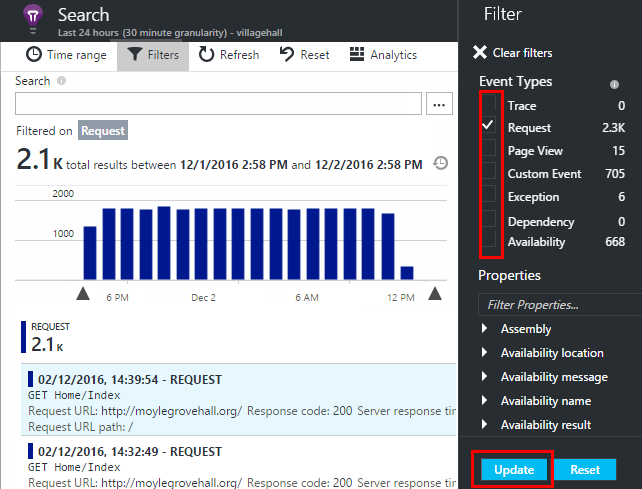 Search
Last 24 hours (30 minute granularity) - villagehall
Time range
Filters
Refresh
Reset
Analytics
Search
...
Filtered on Request
2.1 K total results between 12/1/2016 2:58 PM and 12/2/2016 2:58 PM
2000
1000
6 PM
Dec 2
6 AM
12 PM
REQUEST
2.1 K
02/12/2016, 14:39:54 - REQUEST
GET Home/Index
Request URL: http://moylegrovehall.org/ Response code: 200 Server response tim
Request URL path: /
02/12/2016, 14:32:49 - REQUEST
GET Home/Index
Request URL: http://moylegrovehall.org/ Response code: 200 Server response tim
Filter
Clear filters
Event Types
Trace 0
Request 2.3K
Page View 15
Custom Event 705
Exception 6
Dependency 0
Availability 668
Properties
Filter Properties...
Assembly
Availability location
Availability message
Availability name
Availability result
Update
Reset